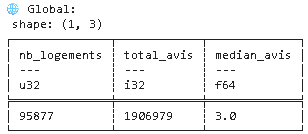 🌐 Global:
shape: (1, 3)
nb_logements total_avis median_avis
--- --- ---
u32 i32 f64
95877 1906979 3.0